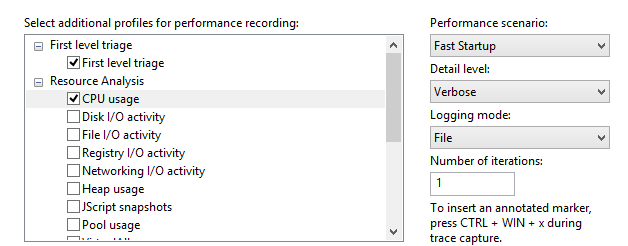 Select additional profiles for performance recording:
First level triage
First level triage
Resource Analysis
CPU usage
Disk I/O activity
File I/O activity
Registry I/O activity
Networking I/O activity
Heap usage
JScript snapshots
Pool usage
Performance scenario:
Fast Startup
Detail level:
Verbose
Logging mode:
File
Number of iterations:
1
To insert an annotated marker,
press CTRL + WIN + x during
trace capture.